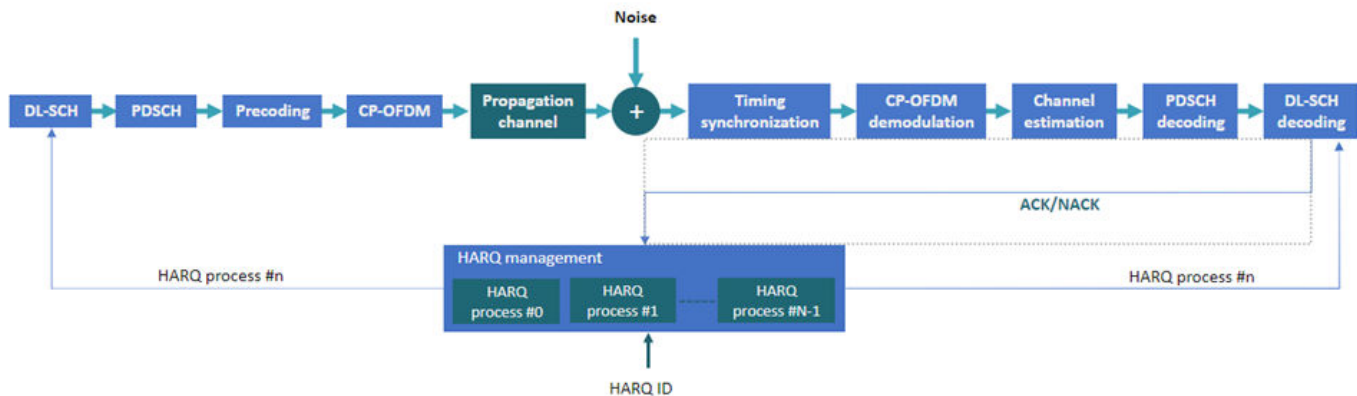 Noise
DL-SCH
PDSCH
Precoding
CP-OFDM
Propagation
channel
+
Timing
synchronization
CP-OFDM
demodulation
Channel
estimation
PDSCH
decoding
DL-SCH
decoding
ACK/NACK
HARQ management
HARQ process #n
HARQ process #n
HARQ
process #0
HARQ
process #1
HARQ
process #N-1
HARQ ID